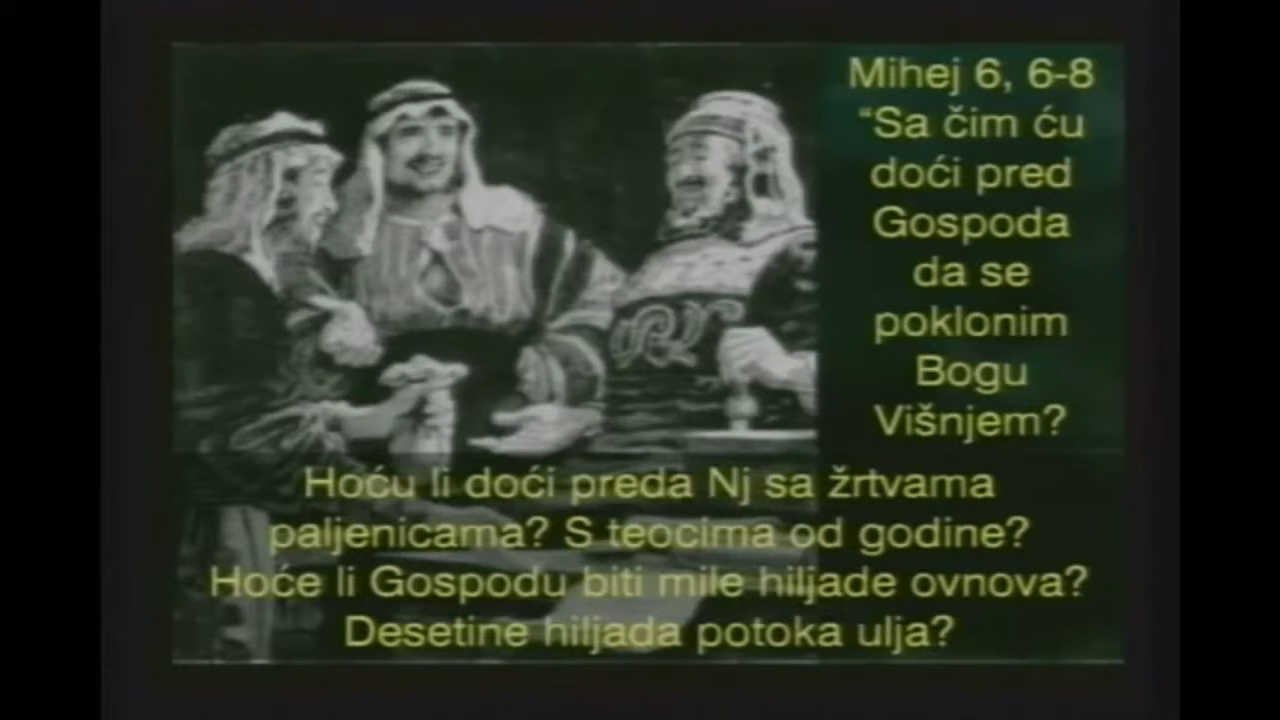 Mihej 6, 6-8
“Sa čim ću
doći pred
Gospoda
da se
poklonim
Bogu
Višnjem?
Hoću li doći preda Nj sa žrtvama
paljenicama? S teocima od godine?
Hoće li Gospodu biti mile hiljade ovnova?
Desetine hiljada potoka ulja?